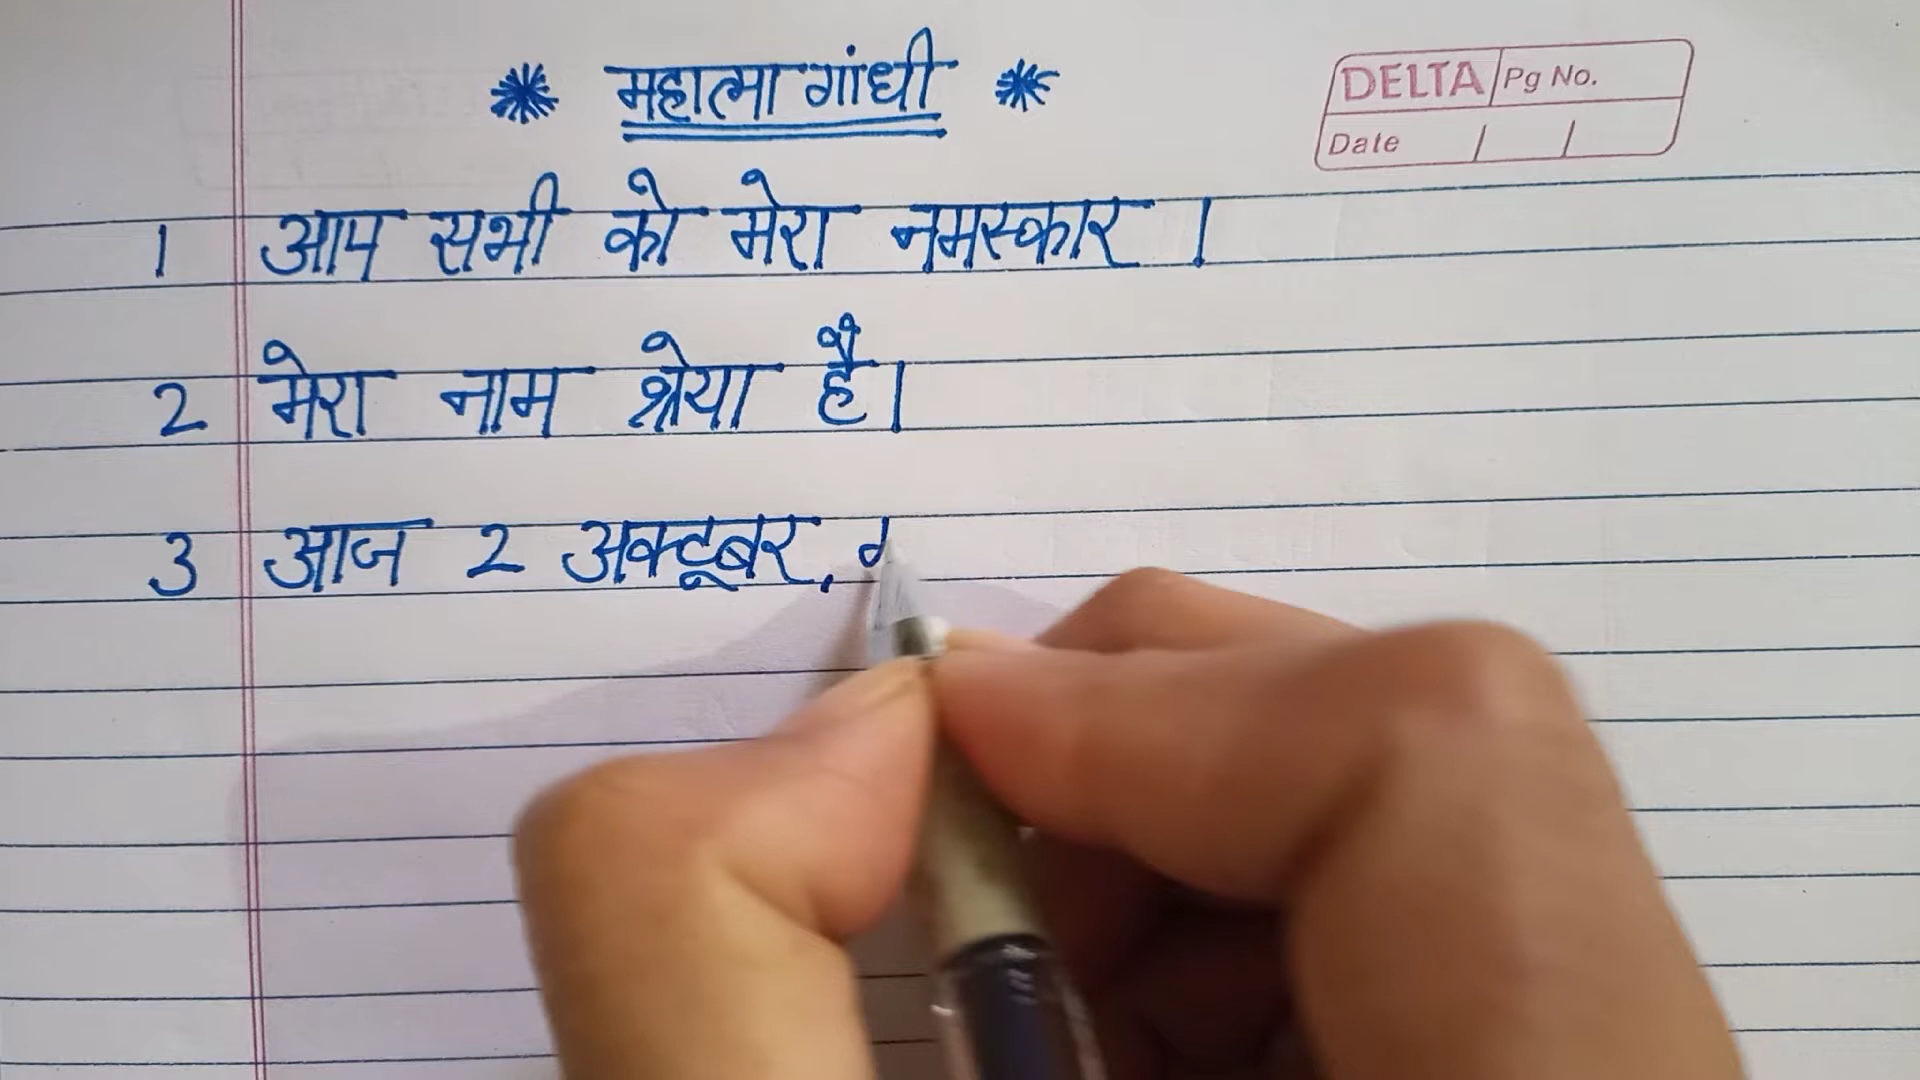 महात्मा गांधी
DELTA Pg No.
Date / /
1 आप सभी को मेरा नमस्कार ।
2 मेरा नाम श्रेया है।
3 आज 2 अक्टूबर,